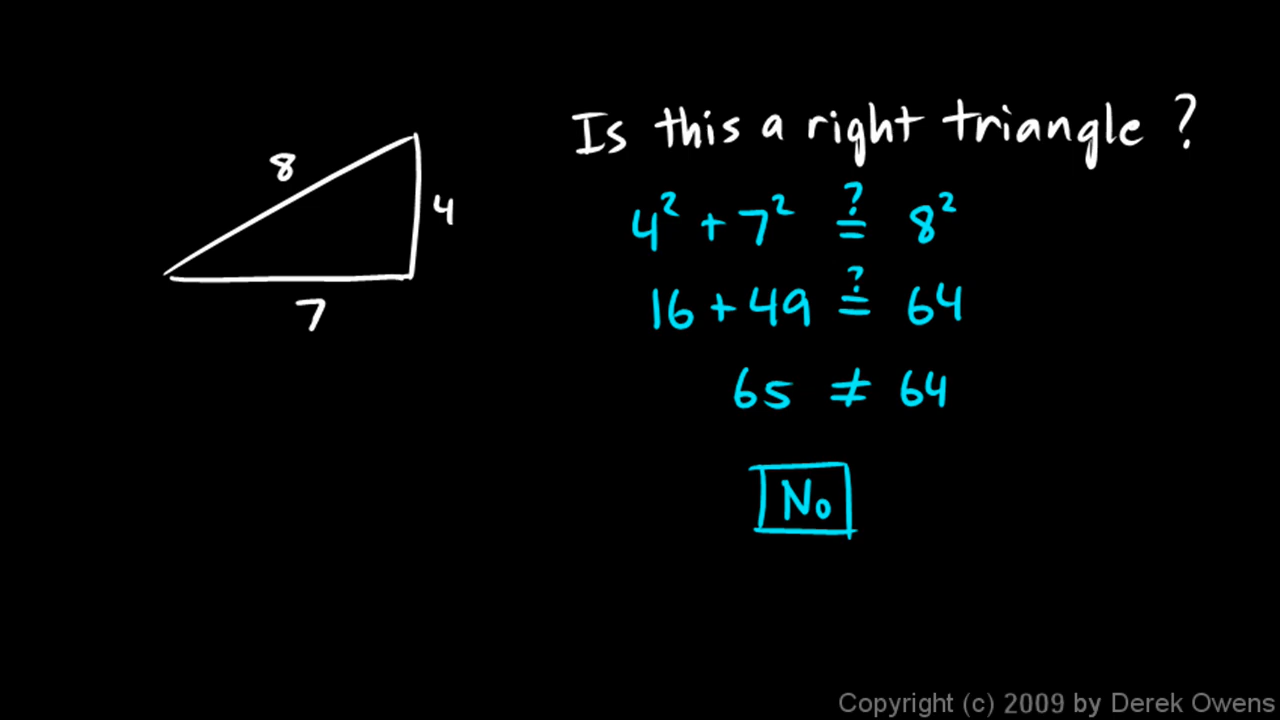 Is this a right triangle ?
8
4
7
4² + 7² ≟ 8²
16 + 49 ≟ 64
65 ≠ 64
No
Copyright (c) 2009 by Derek Owens